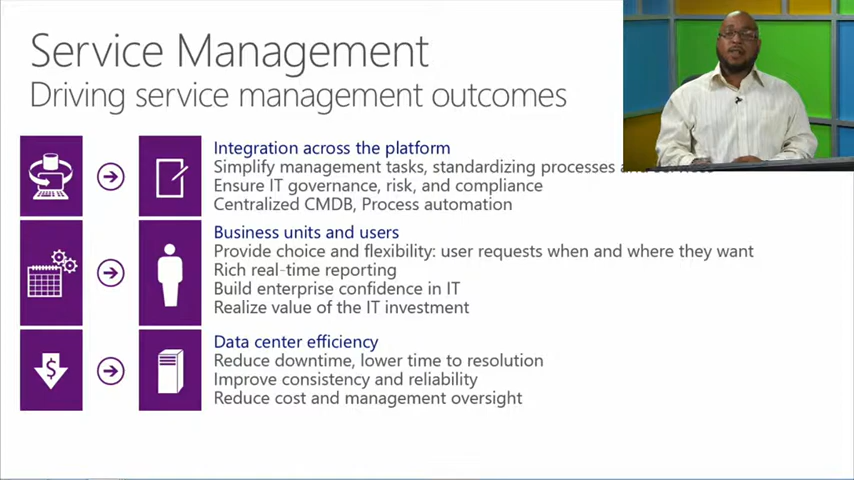 Service Management
Driving service management outcomes
Integration across the platform
Simplify management tasks, standardizing processes and services
Ensure IT governance, risk, and compliance
Centralized CMDB, Process automation
Business units and users
Provide choice and flexibility: user requests when and where they want
Rich real-time reporting
Build enterprise confidence in IT
Realize value of the IT investment
$
Data center efficiency
Reduce downtime, lower time to resolution
Improve consistency and reliability
Reduce cost and management oversight